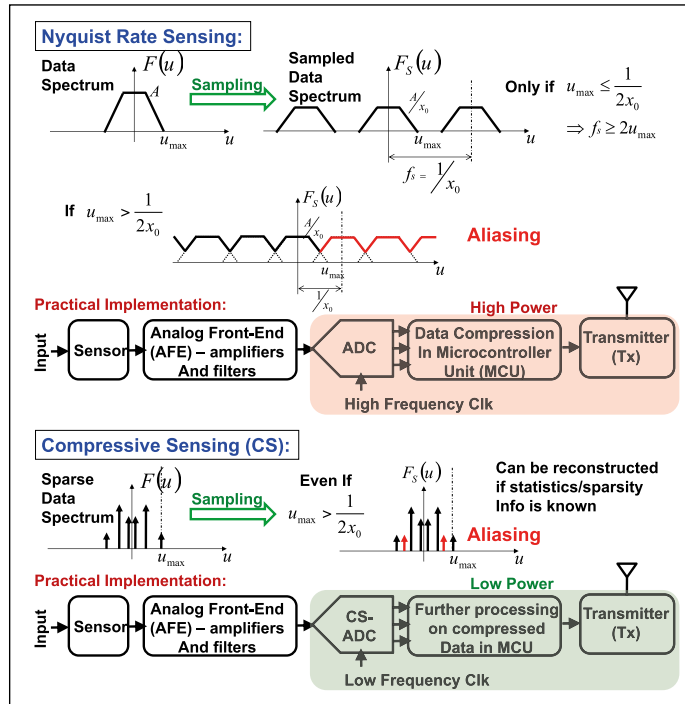 Nyquist Rate Sensing:
Data
Spectrum
F(u)
A
u_max
u
Sampling
Sampled
Data
Spectrum
F_S(u)
A/x_0
u_max
u
f_s = 1/x_0
Only if u_max ≤ 1/2x_0
⇒ f_s ≥ 2u_max
If u_max > 1/2x_0
F_S(u)
A/x_0
u_max
u
1/x_0
Aliasing
Practical Implementation:
High Power
Input
Sensor
Analog Front-End
(AFE) – amplifiers
And filters
ADC
Data Compression
In Microcontroller
Unit (MCU)
Transmitter
(Tx)
High Frequency Clk
Compressive Sensing (CS):
Sparse
Data
Spectrum
F(u)
u_max
u
Sampling
Even If
u_max > 1/2x_0
F_S(u)
u_max
u
Can be reconstructed
if statistics/sparsity
Info is known
Aliasing
Practical Implementation:
Low Power
Input
Sensor
Analog Front-End
(AFE) – amplifiers
And filters
CS-
ADC
Further processing
on compressed
Data in MCU
Transmitter
(Tx)
Low Frequency Clk